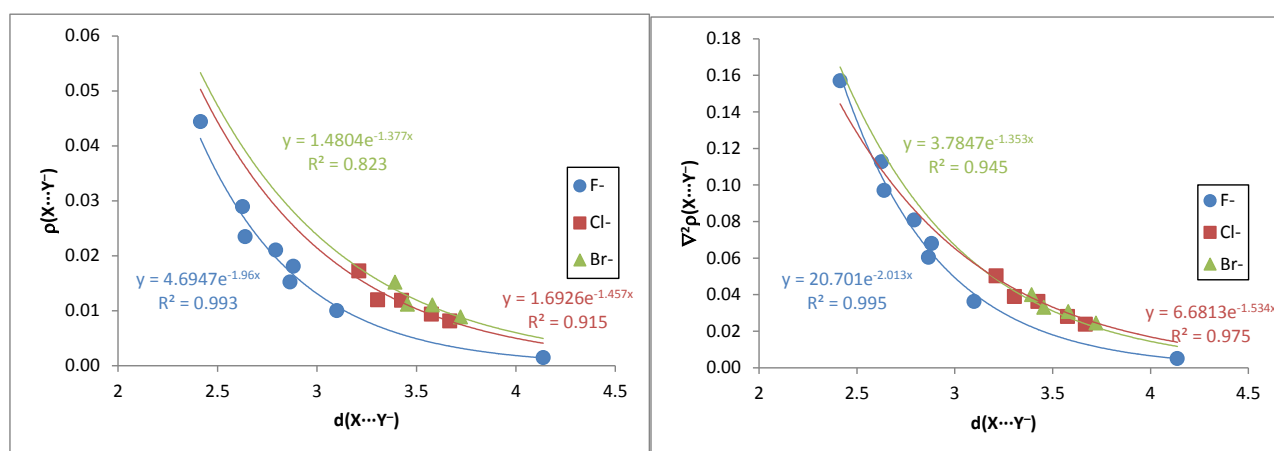 0.06
0.05
0.04
0.03
0.02
0.01
0.00
ρ(X⋯Y⁻)
2
2.5
3
3.5
4
4.5
d(X⋯Y⁻)
y = 1.4804e⁻¹·³⁷⁷ˣ
R² = 0.823
y = 4.6947e⁻¹·⁹⁶ˣ
R² = 0.993
y = 1.6926e⁻¹·⁴⁵⁷ˣ
R² = 0.915
F-
Cl-
Br-
0.18
0.16
0.14
0.12
0.10
0.08
0.06
0.04
0.02
0.00
∇²ρ(X⋯Y⁻)
2
2.5
3
3.5
4
4.5
d(X⋯Y⁻)
y = 3.7847e⁻¹·³⁵³ˣ
R² = 0.945
y = 20.701e⁻²·⁰¹³ˣ
R² = 0.995
y = 6.6813e⁻¹·⁵³⁴ˣ
R² = 0.975
F-
Cl-
Br-